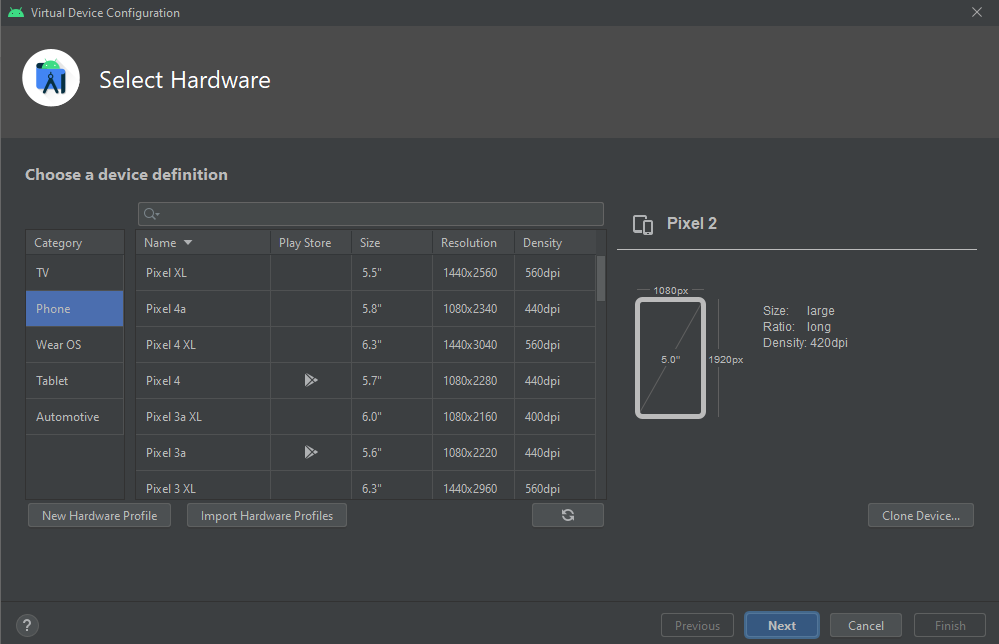 Virtual Device Configuration
Select Hardware
Choose a device definition
Category
TV
Phone
Wear OS
Tablet
Automotive
Name Play Store Size Resolution Density
Pixel XL 5.5" 1440x2560 560dpi
Pixel 4a 5.8" 1080x2340 440dpi
Pixel 4 XL 6.3" 1440x3040 560dpi
Pixel 4 5.7" 1080x2280 440dpi
Pixel 3a XL 6.0" 1080x2160 400dpi
Pixel 3a 5.6" 1080x2220 440dpi
Pixel 3 XL 6.3" 1440x2960 560dpi
New Hardware Profile Import Hardware Profiles
Pixel 2
1080px
5.0" 1920px
Size: large
Ratio: long
Density: 420dpi
Clone Device...
? Previous Next Cancel Finish